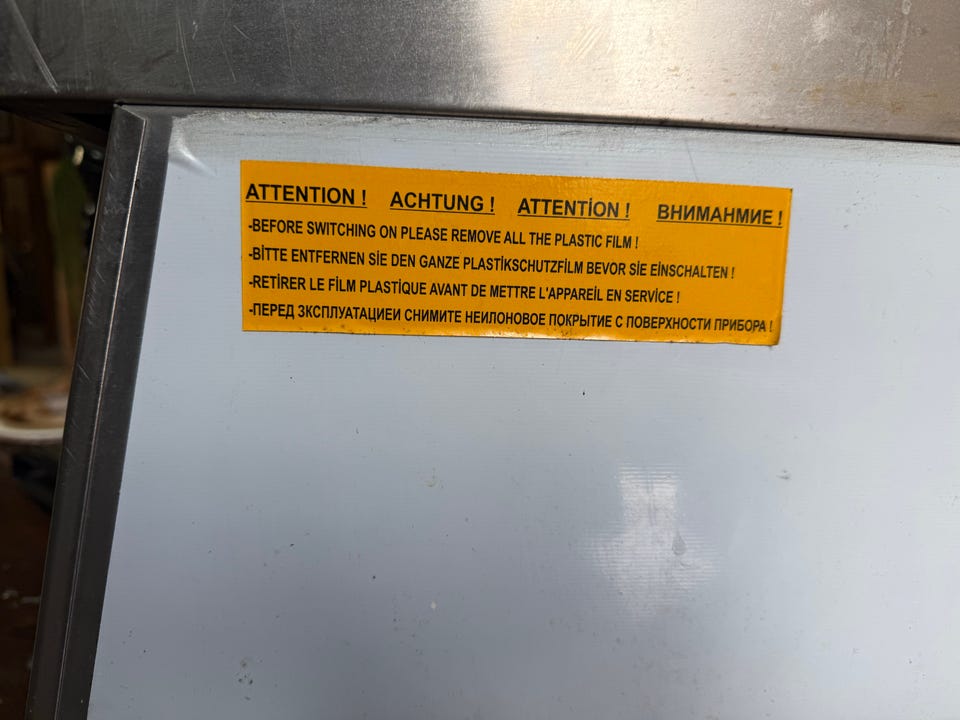 ATTENTION ! ACHTUNG ! ATTENTİON ! ВНИМАНМИЕ !
-BEFORE SWITCHING ON PLEASE REMOVE ALL THE PLASTIC FILM !
-BİTTE ENTFERNEN SİE DEN GANZE PLASTİKSCHUTZFİLM BEVOR SİE EİNSCHALTEN !
-RETİRER LE FİLM PLASTİQUE AVANT DE METTRE L'APPAREİL EN SERVİCE !
-ПЕРЕД ЗКСПЛУАТАЦИЕИ СНИМИТЕ НЕИЛОНОВОЕ ПОКРЫТИЕ С ПОВЕРХНОСТИ ПРИБОРА !